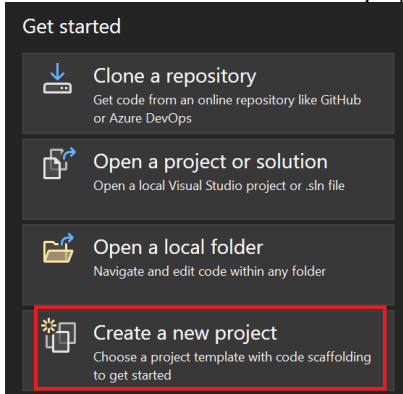 Get started
Clone a repository
Get code from an online repository like GitHub
or Azure DevOps
Open a project or solution
Open a local Visual Studio project or .sln file
Open a local folder
Navigate and edit code within any folder
Create a new project
Choose a project template with code scaffolding
to get started